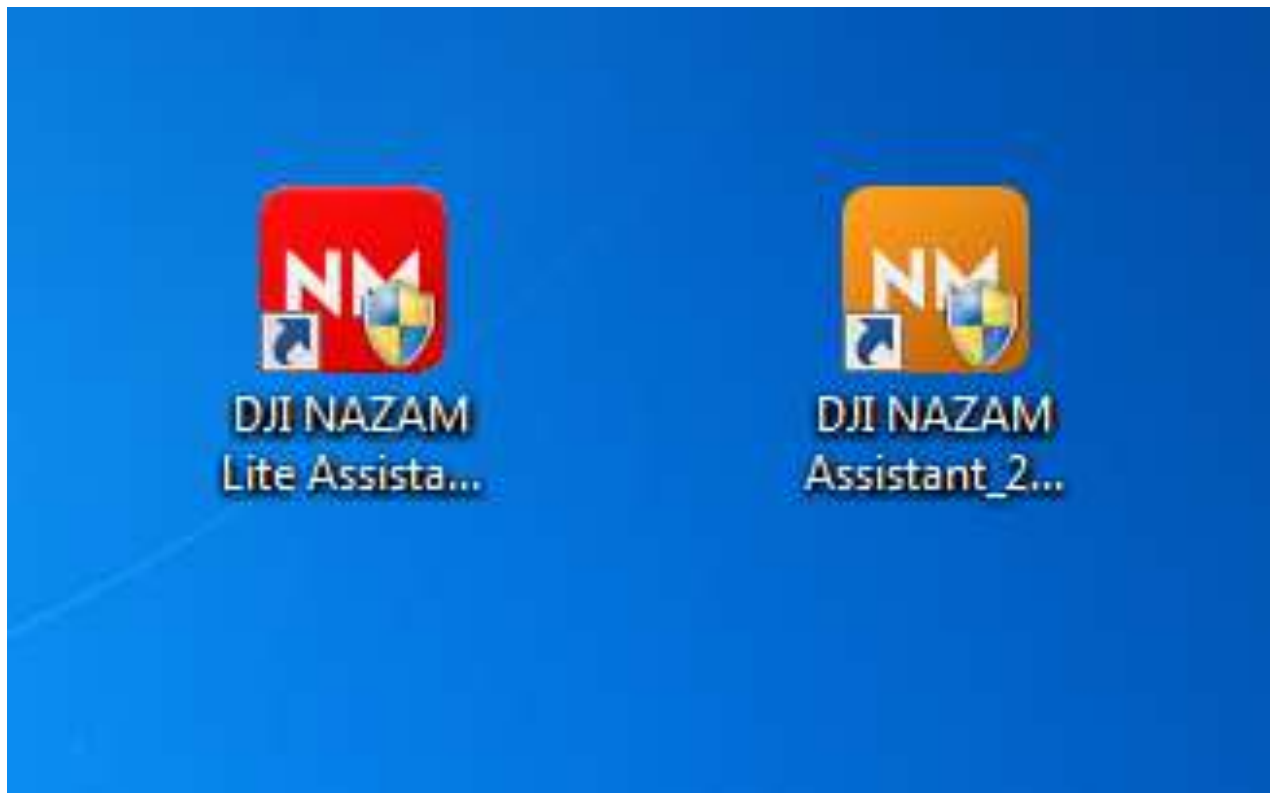 NM
DJI NAZAM
Lite Assista...
NM
DJI NAZAM
Assistant_2...